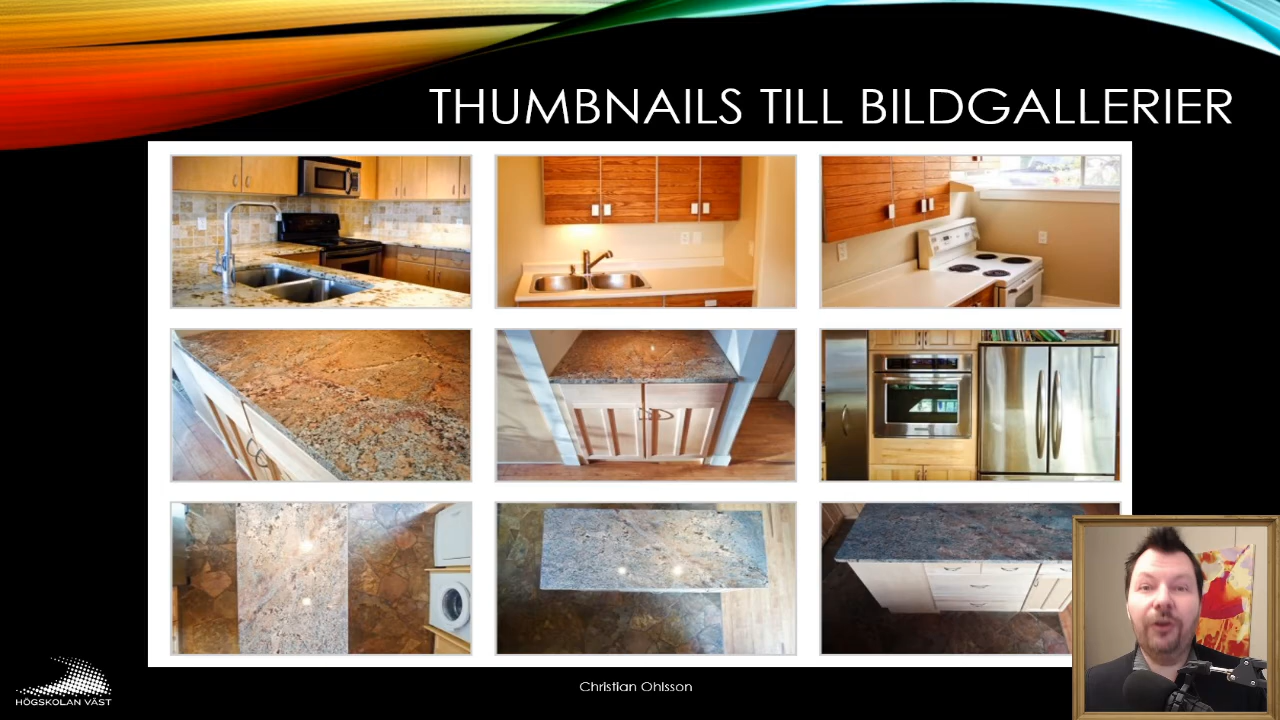 THUMBNAILS TILL BILDGALLERIER
Christian Ohlsson
HÖGSKOLAN VÄST